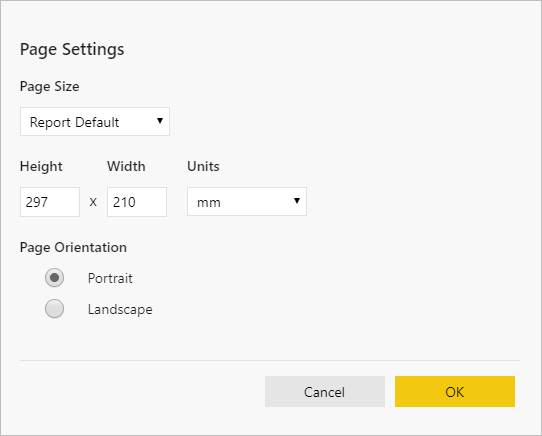 Page Settings
Page Size
Report Default
Height Width Units
297 x 210 mm
Page Orientation
Portrait
Landscape
Cancel OK